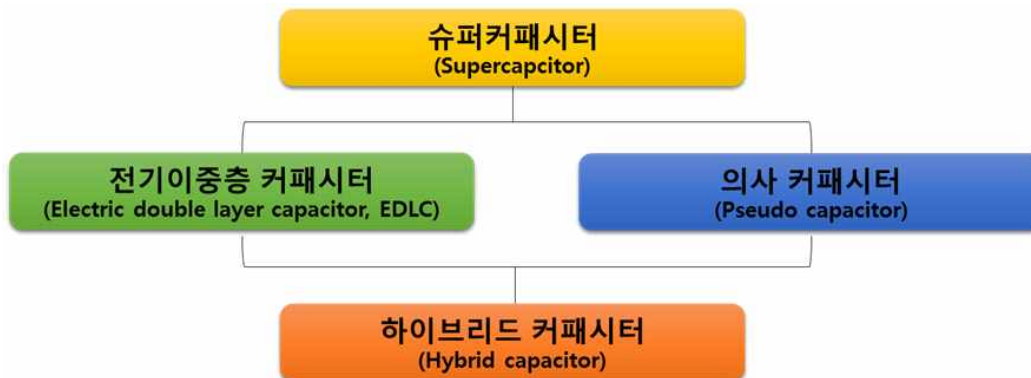 슈퍼커패시터
(Supercapcitor)
전기이중층 커패시터
(Electric double layer capacitor, EDLC)
의사 커패시터
(Pseudo capacitor)
하이브리드 커패시터
(Hybrid capacitor)